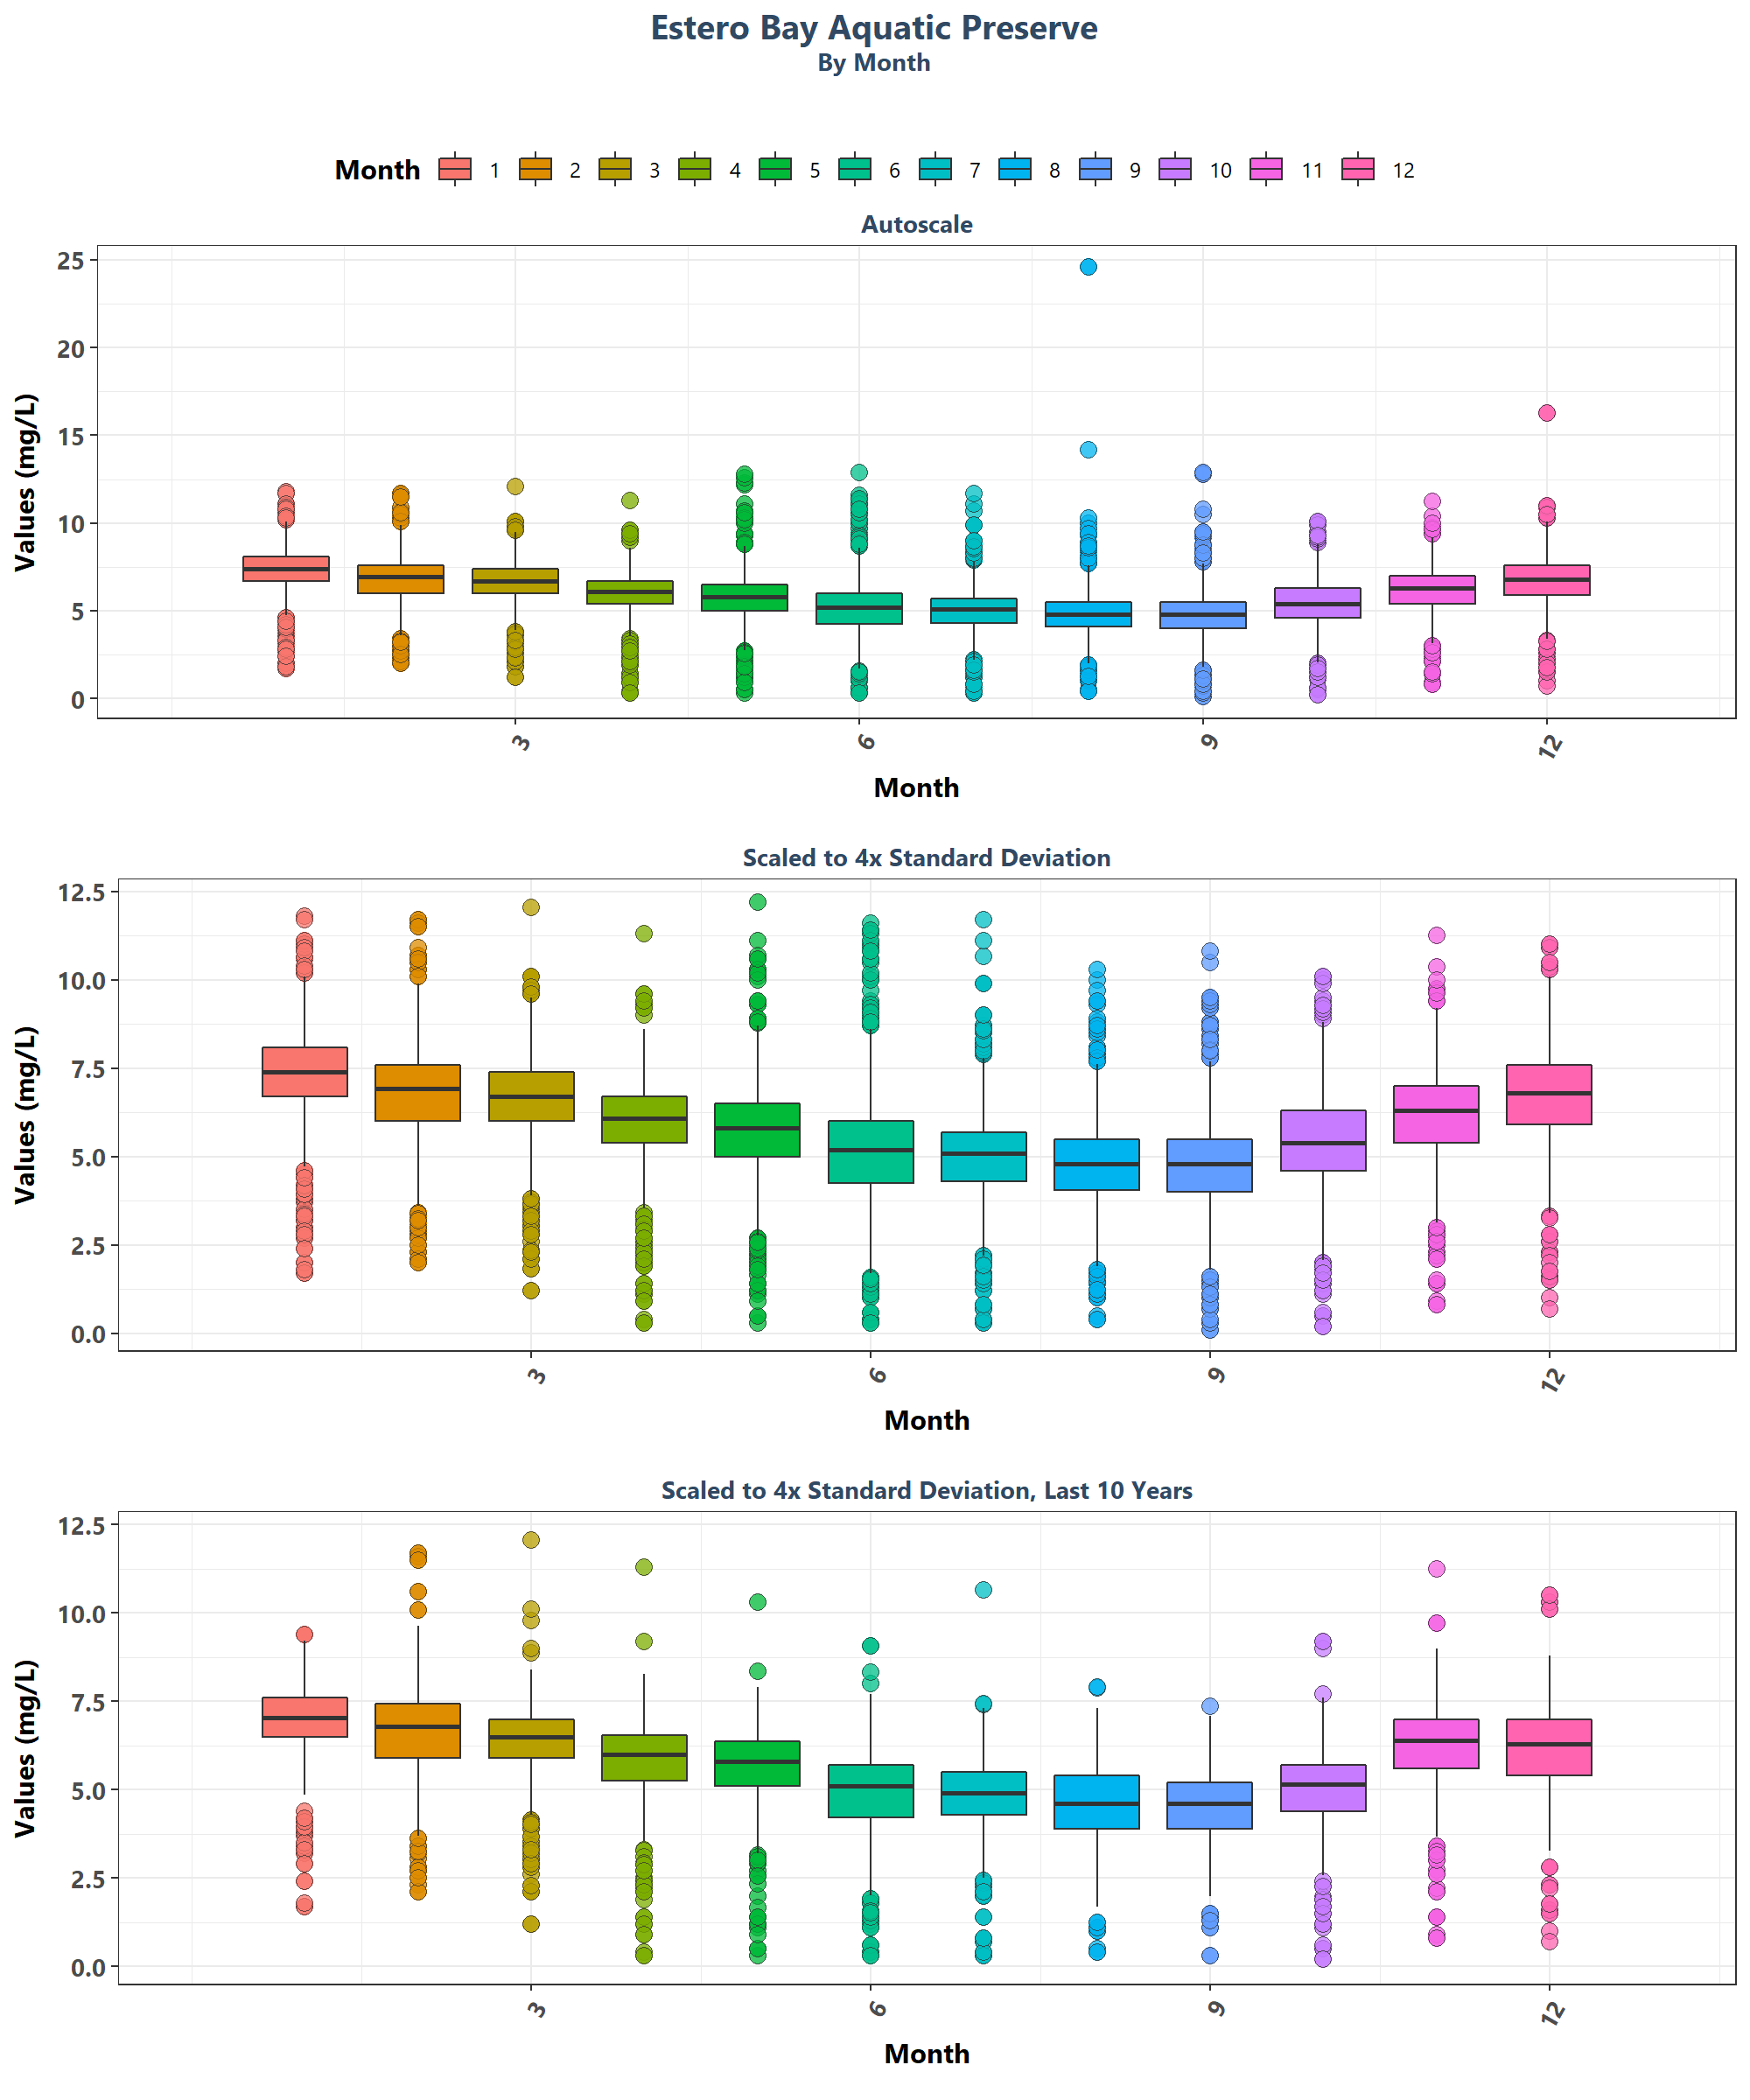 Estero Bay Aquatic Preserve
By Month
Month 1 2 3 4 5 6 7 8 9 10 11 12
Autoscale
25
20
15
10
5
0
Values (mg/L)
3 6 9 12
Month
Scaled to 4x Standard Deviation
12.5
10.0
7.5
5.0
2.5
0.0
Values (mg/L)
3 6 9 12
Month
Scaled to 4x Standard Deviation, Last 10 Years
12.5
10.0
7.5
5.0
2.5
0.0
Values (mg/L)
3 6 9 12
Month